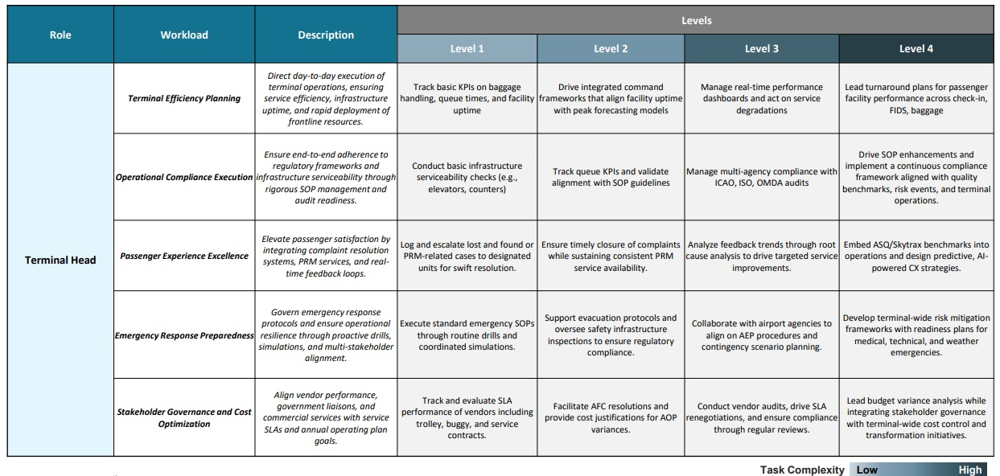 Role
Workload
Description
Levels
Level 1
Level 2
Level 3
Level 4
Terminal Head
Terminal Efficiency Planning
Direct day-to-day execution of
terminal operations, ensuring
service efficiency, infrastructure
uptime, and rapid deployment of
frontline resources.
Track basic KPIs on baggage
handling, queue times, and facility
uptime
Drive integrated command
frameworks that align facility uptime
with peak forecasting models
Manage real-time performance
dashboards and act on service
degradations
Lead turnaround plans for passenger
facility performance across check-in,
FIDS, baggage
Operational Compliance Execution
Ensure end-to-end adherence to
regulatory frameworks and
infrastructure serviceability through
rigorous SOP management and
audit readiness.
Conduct basic infrastructure
serviceability checks (e.g.,
elevators, counters)
Track queue KPIs and validate
alignment with SOP guidelines
Manage multi-agency compliance with
ICAO, ISO, OMDA audits
Drive SOP enhancements and
implement a continuous compliance
framework aligned with quality
benchmarks, risk events, and terminal
operations.
Passenger Experience Excellence
Elevate passenger satisfaction by
integrating complaint resolution
systems, PRM services, and real-
time feedback loops.
Log and escalate lost and found or
PRM-related cases to designated
units for swift resolution.
Ensure timely closure of complaints
while sustaining consistent PRM
service availability.
Analyze feedback trends through root
cause analysis to drive targeted service
improvements.
Embed ASQ/Skytrax benchmarks into
operations and design predictive, AI-
powered CX strategies.
Emergency Response Preparedness
Govern emergency response
protocols and ensure operational
resilience through proactive drills,
simulations, and multi-stakeholder
alignment.
Execute standard emergency SOPs
through routine drills and
coordinated simulations.
Support evacuation protocols and
oversee safety infrastructure
inspections to ensure regulatory
compliance.
Collaborate with airport agencies to
align on AEP procedures and
contingency scenario planning.
Develop terminal-wide risk mitigation
frameworks with readiness plans for
medical, technical, and weather
emergencies.
Stakeholder Governance and Cost
Optimization
Align vendor performance,
government liaisons, and
commercial services with service
SLAs and annual operating plan
goals.
Track and evaluate SLA
performance of vendors including
trolley, buggy, and service
contracts.
Facilitate AFC resolutions and
provide cost justifications for AOP
variances.
Conduct vendor audits, drive SLA
renegotiations, and ensure compliance
through regular reviews.
Lead budget variance analysis while
integrating stakeholder governance
with terminal-wide cost control and
transformation initiatives.
Task Complexity
Low
High